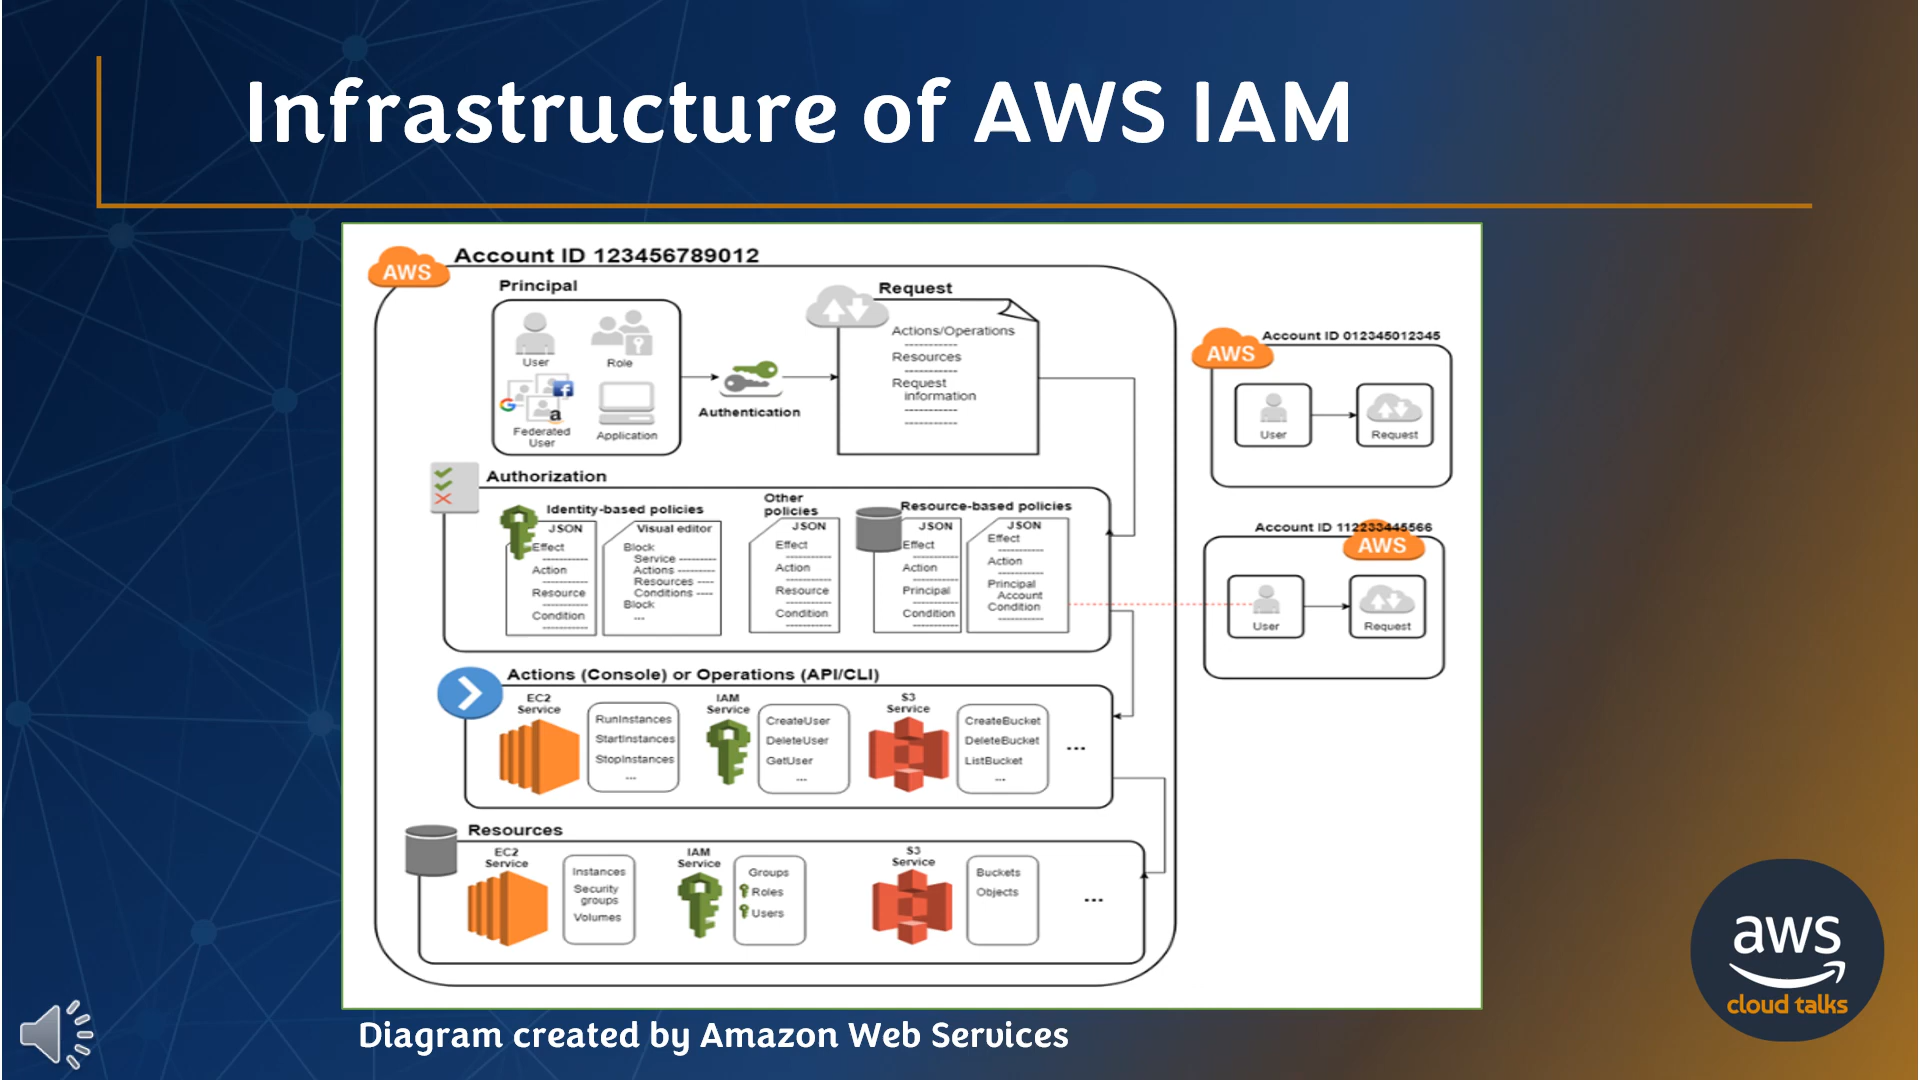 Infrastructure of AWS IAM
Account ID 123456789012
AWS
Principal
User
Role
Federated
User
Application
G
f
a
Authentication
Request
Actions/Operations
-----------
Resources
-----------
Request
information
-----------
-----------
Authorization
Identity-based policies
JSON
Effect
-----------
Action
-----------
Resource
-----------
Condition
-----------
Visual editor
Block
Service ---------
Actions ---------
Resources ----
Conditions ----
Block
...
Other
policies
JSON
Effect
-----------
Action
-----------
Resource
-----------
Condition
-----------
Resource-based policies
JSON
Effect
-----------
Action
-----------
Principal
-----------
Condition
-----------
JSON
Effect
-----------
Action
-----------
Principal
Account
Condition
-----------
Actions (Console) or Operations (API/CLI)
EC2
Service
RunInstances
StartInstances
StopInstances
...
IAM
Service
CreateUser
DeleteUser
GetUser
...
S3
Service
CreateBucket
DeleteBucket
ListBucket
...
...
Resources
EC2
Service
Instances
Security
groups
Volumes
IAM
Service
Groups
Roles
Users
S3
Service
Buckets
Objects
...
Account ID 012345012345
AWS
User
Request
Account ID 112233445566
AWS
User
Request
Diagram created by Amazon Web Services
aws
cloud talks